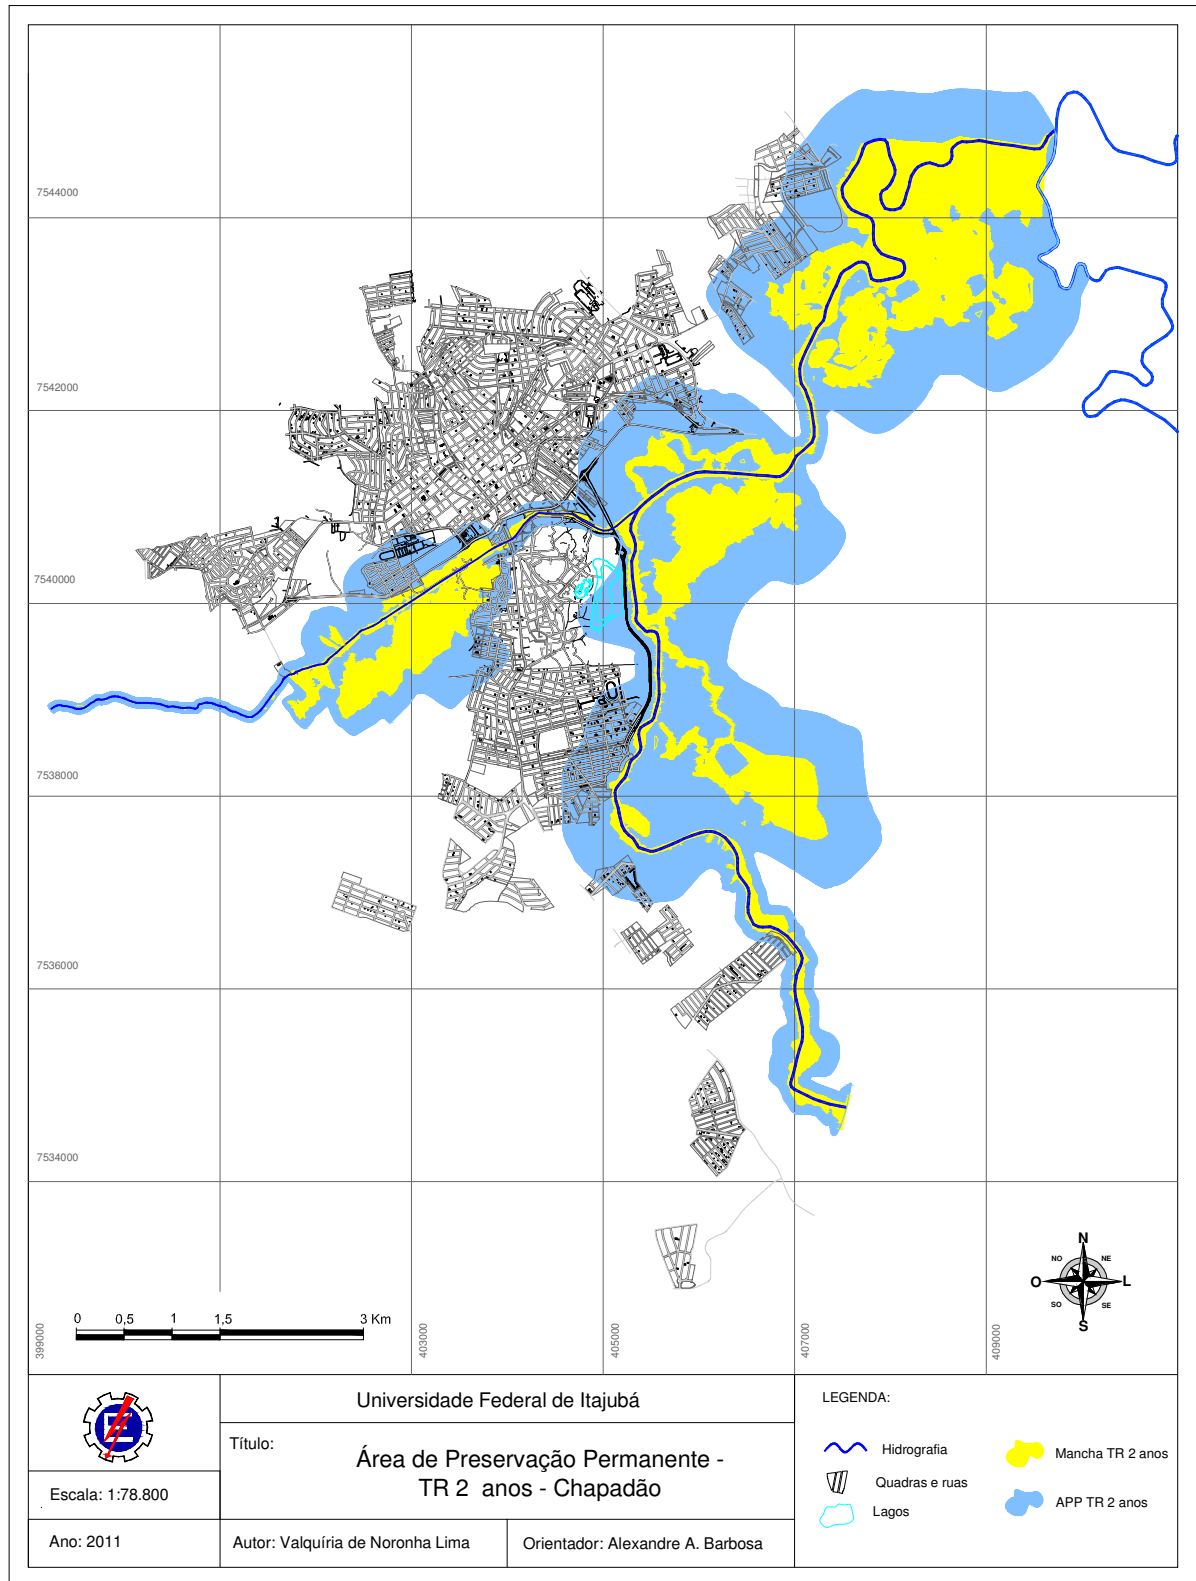 7544000
7542000
7540000
7538000
7536000
7534000
399000
403000
405000
407000
409000
0 0,5 1 1,5 3 Km
N
NO NE
O L
SO SE
S
Universidade Federal de Itajubá
Título:
Área de Preservação Permanente -
TR 2 anos - Chapadão
Escala: 1:78.800
Ano: 2011
Autor: Valquíria de Noronha Lima
Orientador: Alexandre A. Barbosa
LEGENDA:
Hidrografia
Quadras e ruas
Lagos
Mancha TR 2 anos
APP TR 2 anos